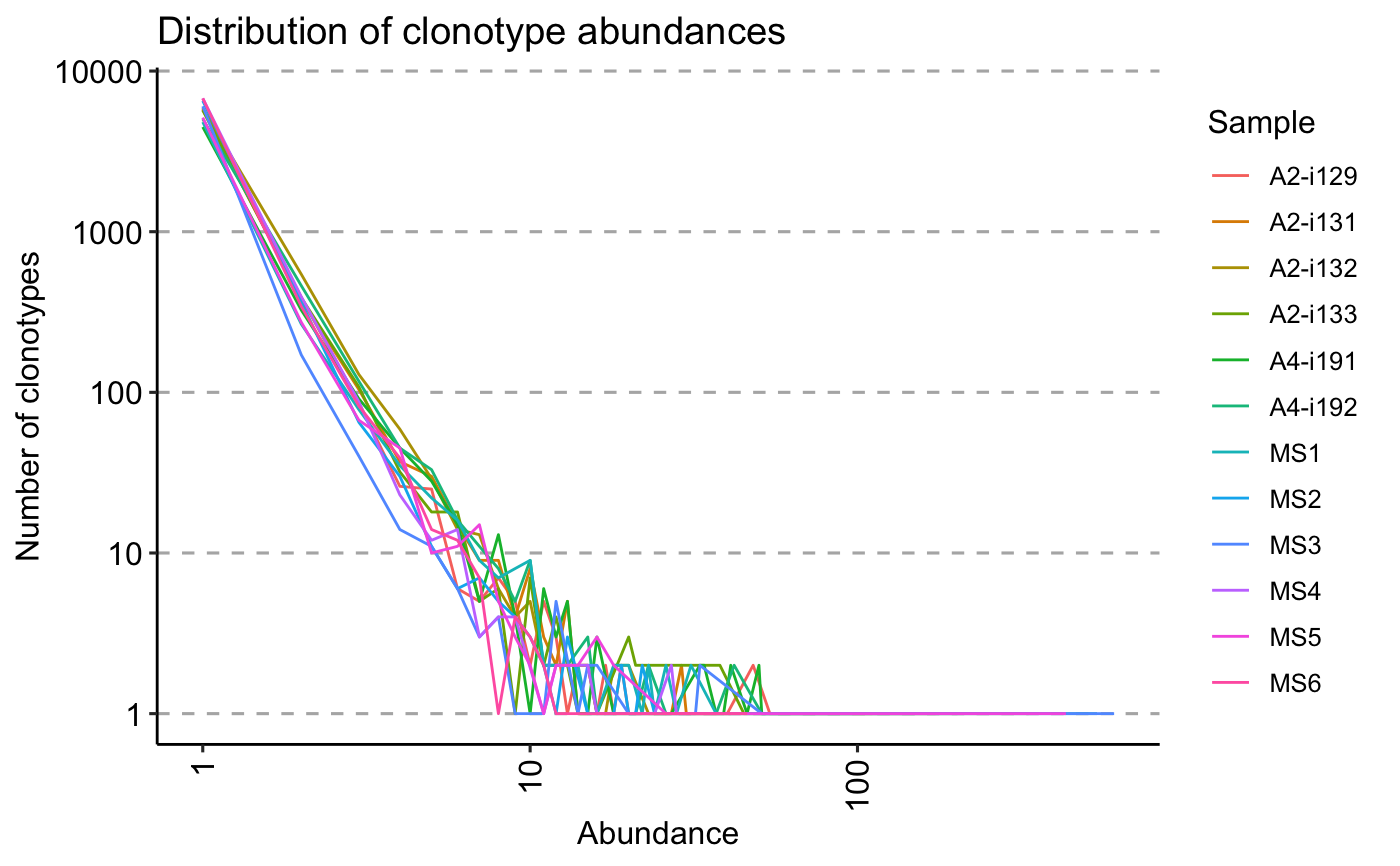 Distribution of clonotype abundances
10000
1000
100
10
1
Number of clonotypes
1
10
100
Abundance
Sample
A2-i129
A2-i131
A2-i132
A2-i133
A4-i191
A4-i192
MS1
MS2
MS3
MS4
MS5
MS6